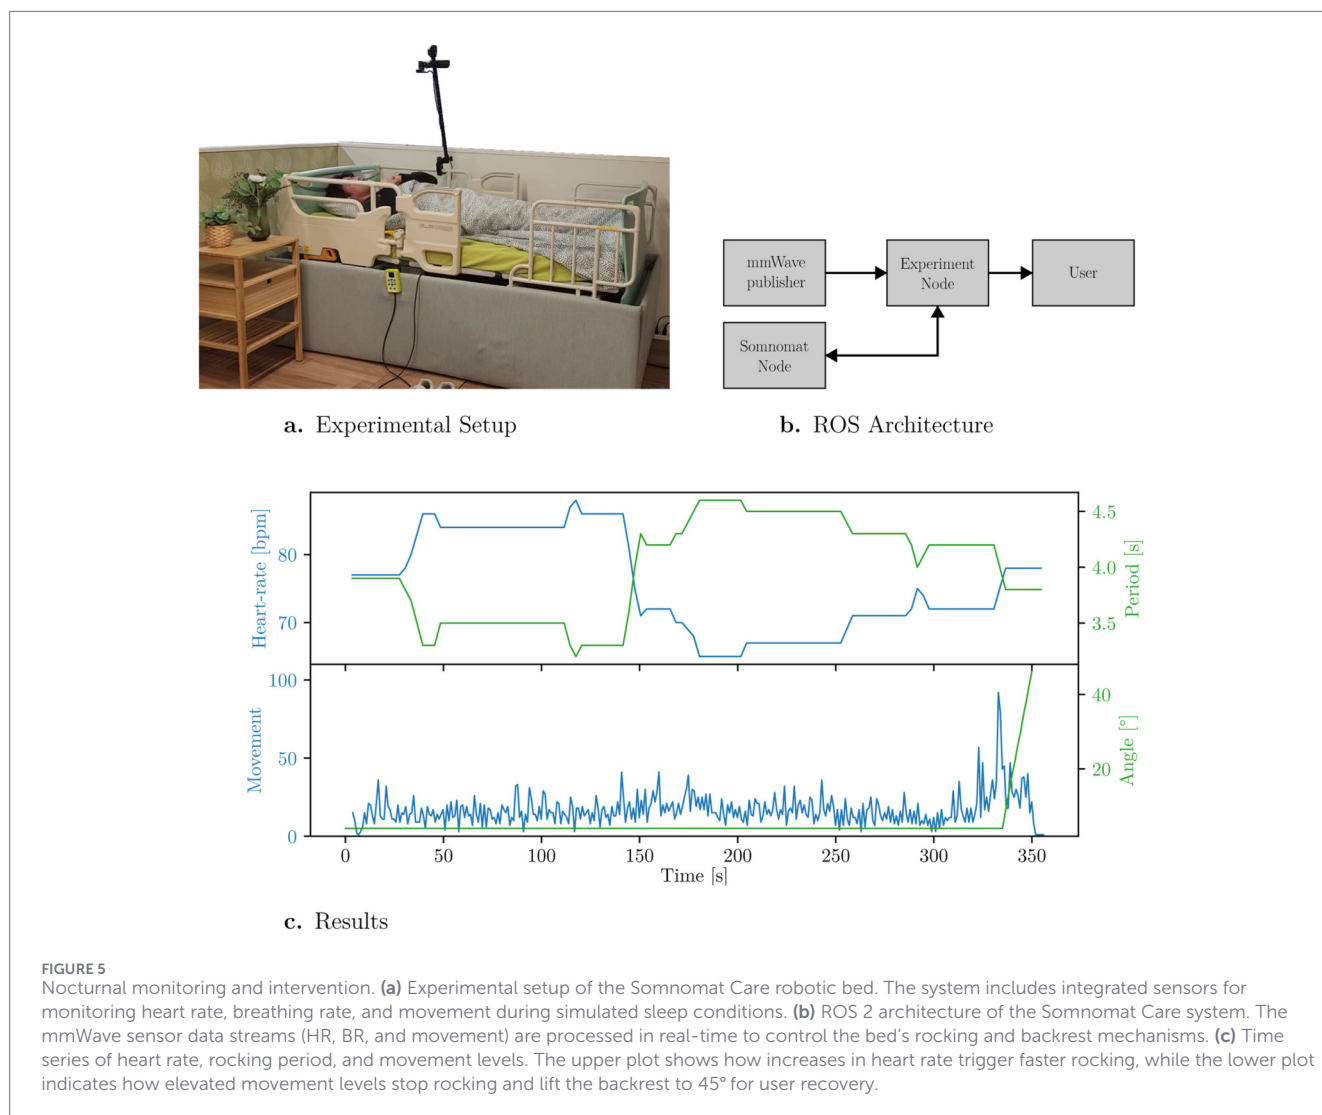 mmWave
publisher
Experiment
Node
User
Somnomat
Node
a. Experimental Setup
b. ROS Architecture
Heart-rate [bpm]
80
70
4.5
4.0
3.5
Period [s]
Movement
100
50
0
40
20
Angle [°]
0 50 100 150 200 250 300 350
Time [s]
c. Results
FIGURE 5
Nocturnal monitoring and intervention. (a) Experimental setup of the Somnomat Care robotic bed. The system includes integrated sensors for
monitoring heart rate, breathing rate, and movement during simulated sleep conditions. (b) ROS 2 architecture of the Somnomat Care system. The
mmWave sensor data streams (HR, BR, and movement) are processed in real-time to control the bed's rocking and backrest mechanisms. (c) Time
series of heart rate, rocking period, and movement levels. The upper plot shows how increases in heart rate trigger faster rocking, while the lower plot
indicates how elevated movement levels stop rocking and lift the backrest to 45° for user recovery.